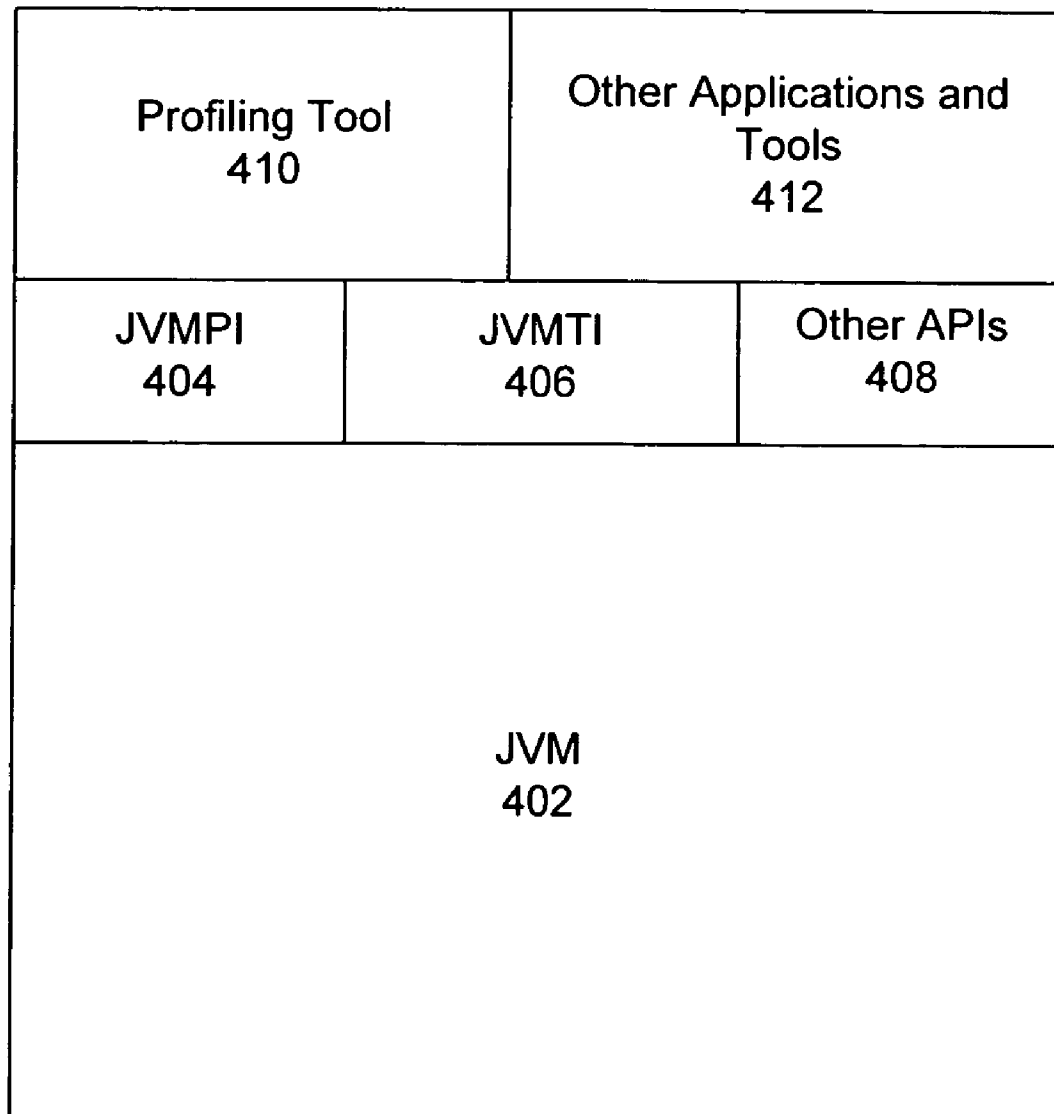 Profiling Tool
410
Other Applications and
Tools
412
JVMPI
404
JVMTI
406
Other APIs
408
JVM
402